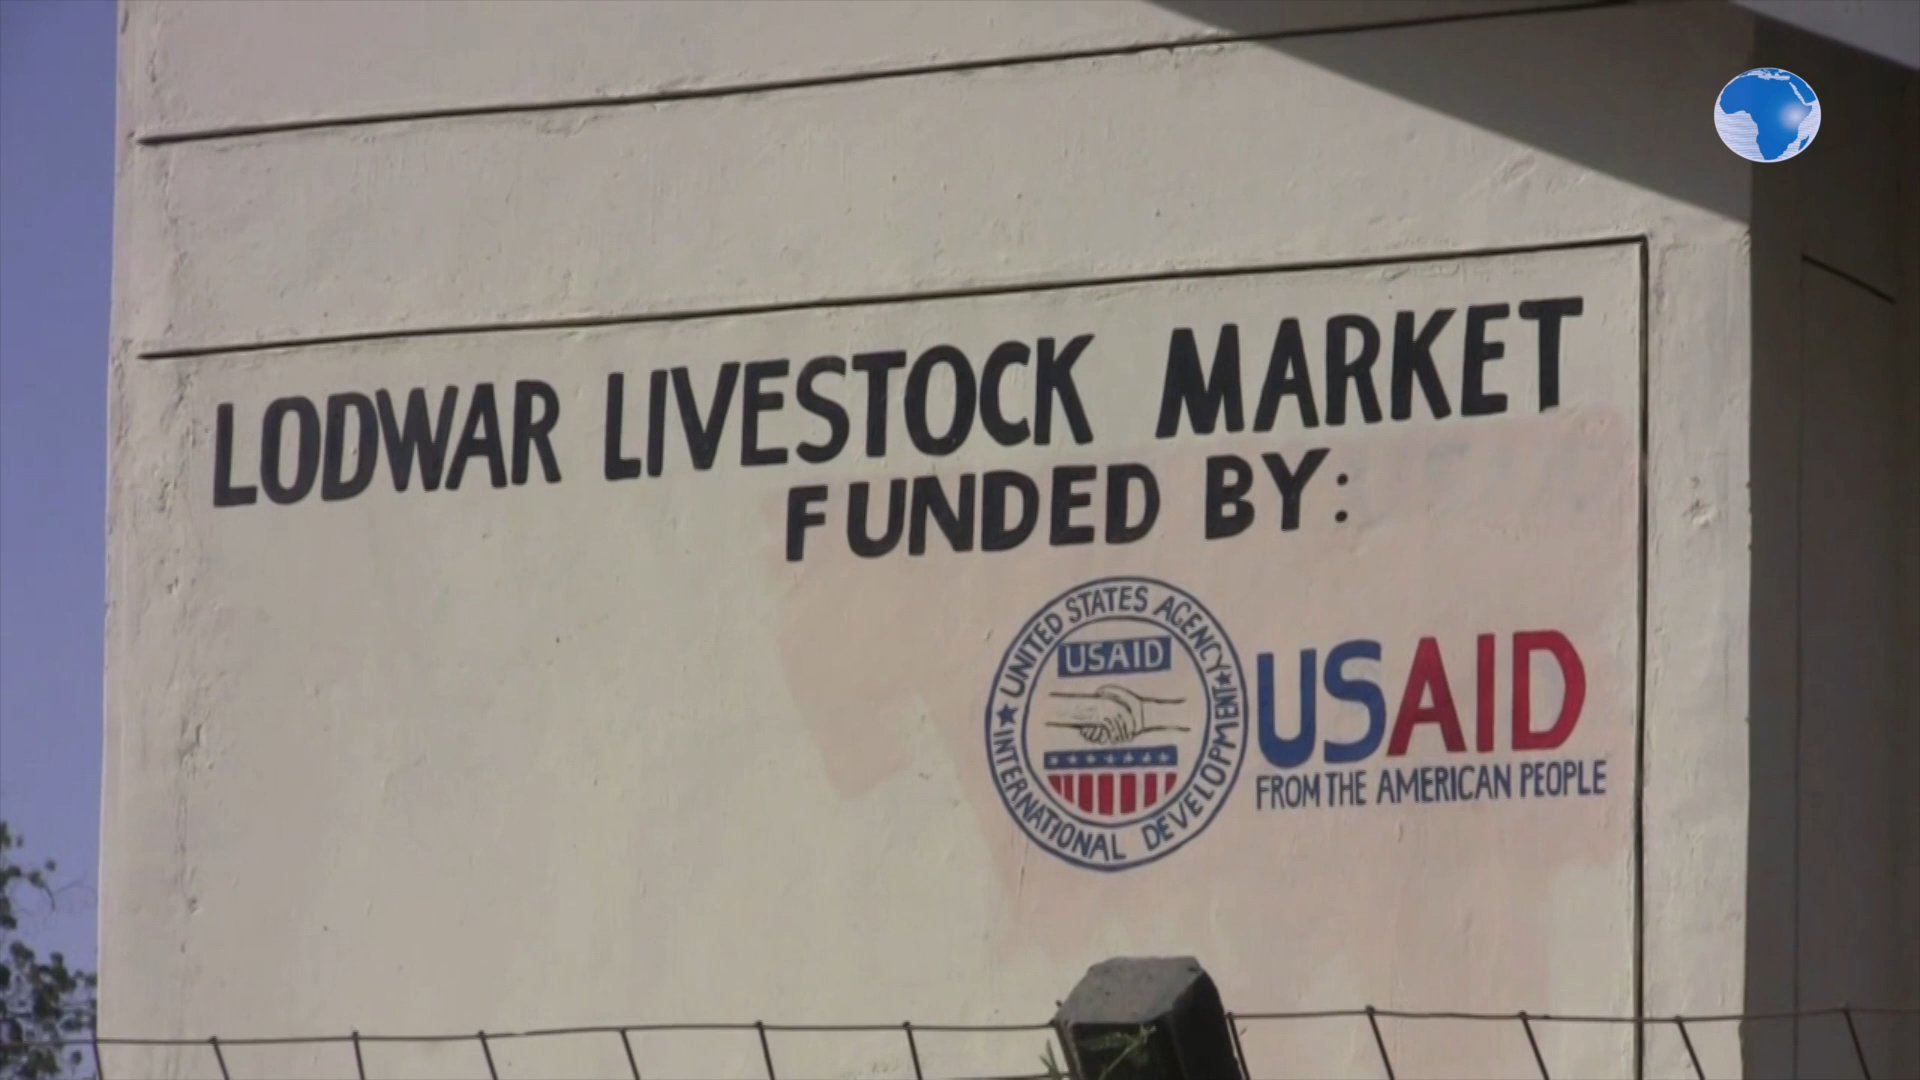 LODWAR LIVESTOCK MARKET
FUNDED BY:
UNITED STATES AGENCY
USAID
INTERNATIONAL DEVELOPMENT
USAID
FROM THE AMERICAN PEOPLE